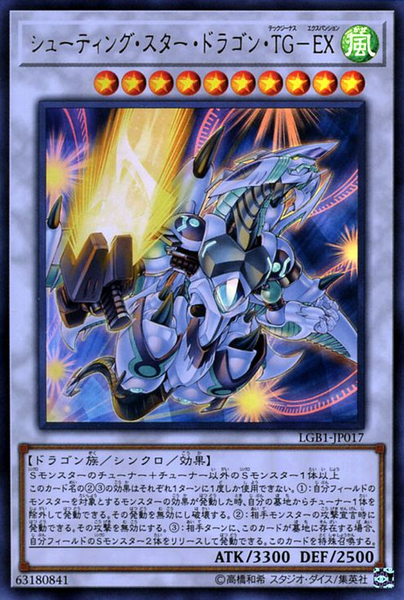 シューティング・スター・ドラゴン・TG－EX
テックジーナス エクスパンション
風
LGB1-JP017
【ドラゴン族／シンクロ／効果】
Ｓモンスターのチューナー＋チューナー以外のＳモンスター１体以上
このカード名の②③の効果はそれぞれ１ターンに１度しか使用できない。①：自分フィールドの
モンスターを対象とするモンスターの効果が発動した時、自分の墓地からチューナー１体を
除外して発動できる。その発動を無効にし破壊する。②：相手モンスターの攻撃宣言時に
発動できる。その攻撃を無効にする。③：相手ターンに、このカードが墓地に存在する場合、
自分フィールドのＳモンスター２体をリリースして発動できる。このカードを特殊召喚する。
ATK/3300 DEF/2500
63180841
©高橋和希 スタジオ・ダイス/集英社